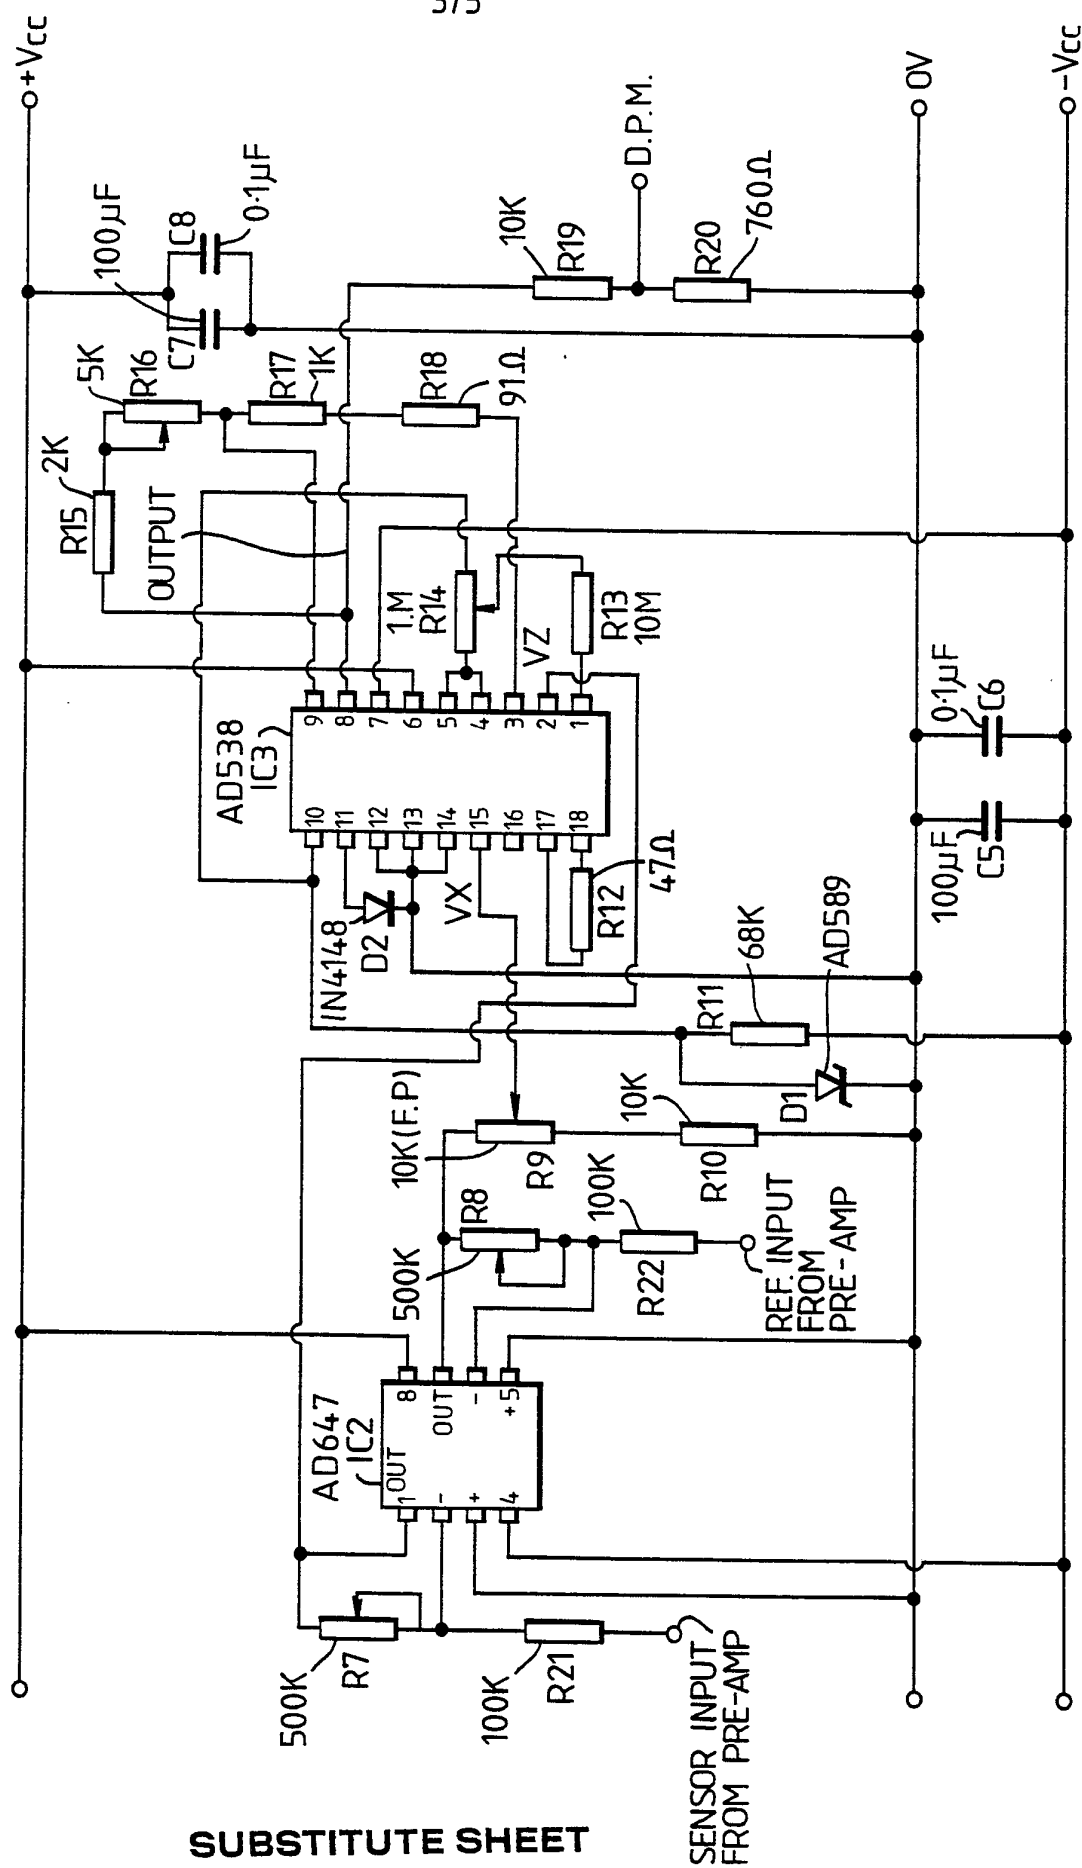 3/5
+Vcc
100µF
C8
0·1µF
C7
5K
R16
R17
1K
R18
91Ω
10K
R19
D.P.M.
R20
760Ω
0V
-Vcc
2K
R15
OUTPUT
1.M
R14
R13
10M
VZ
AD538
IC3
9
8
7
6
5
4
3
2
1
10
11
12
13
14
15
16
17
18
IN4148
D2
VX
R12
47Ω
0·1µF
C6
100µF
C5
R11
68K
AD589
D1
10K(F.P)
R9
10K
R10
R8
500K
100K
R22
REF. INPUT
FROM
PRE-AMP
AD647
IC2
1
OUT
-
+
4
8
OUT
-
+5
500K
R7
100K
R21
SENSOR INPUT
FROM PRE-AMP
SUBSTITUTE SHEET